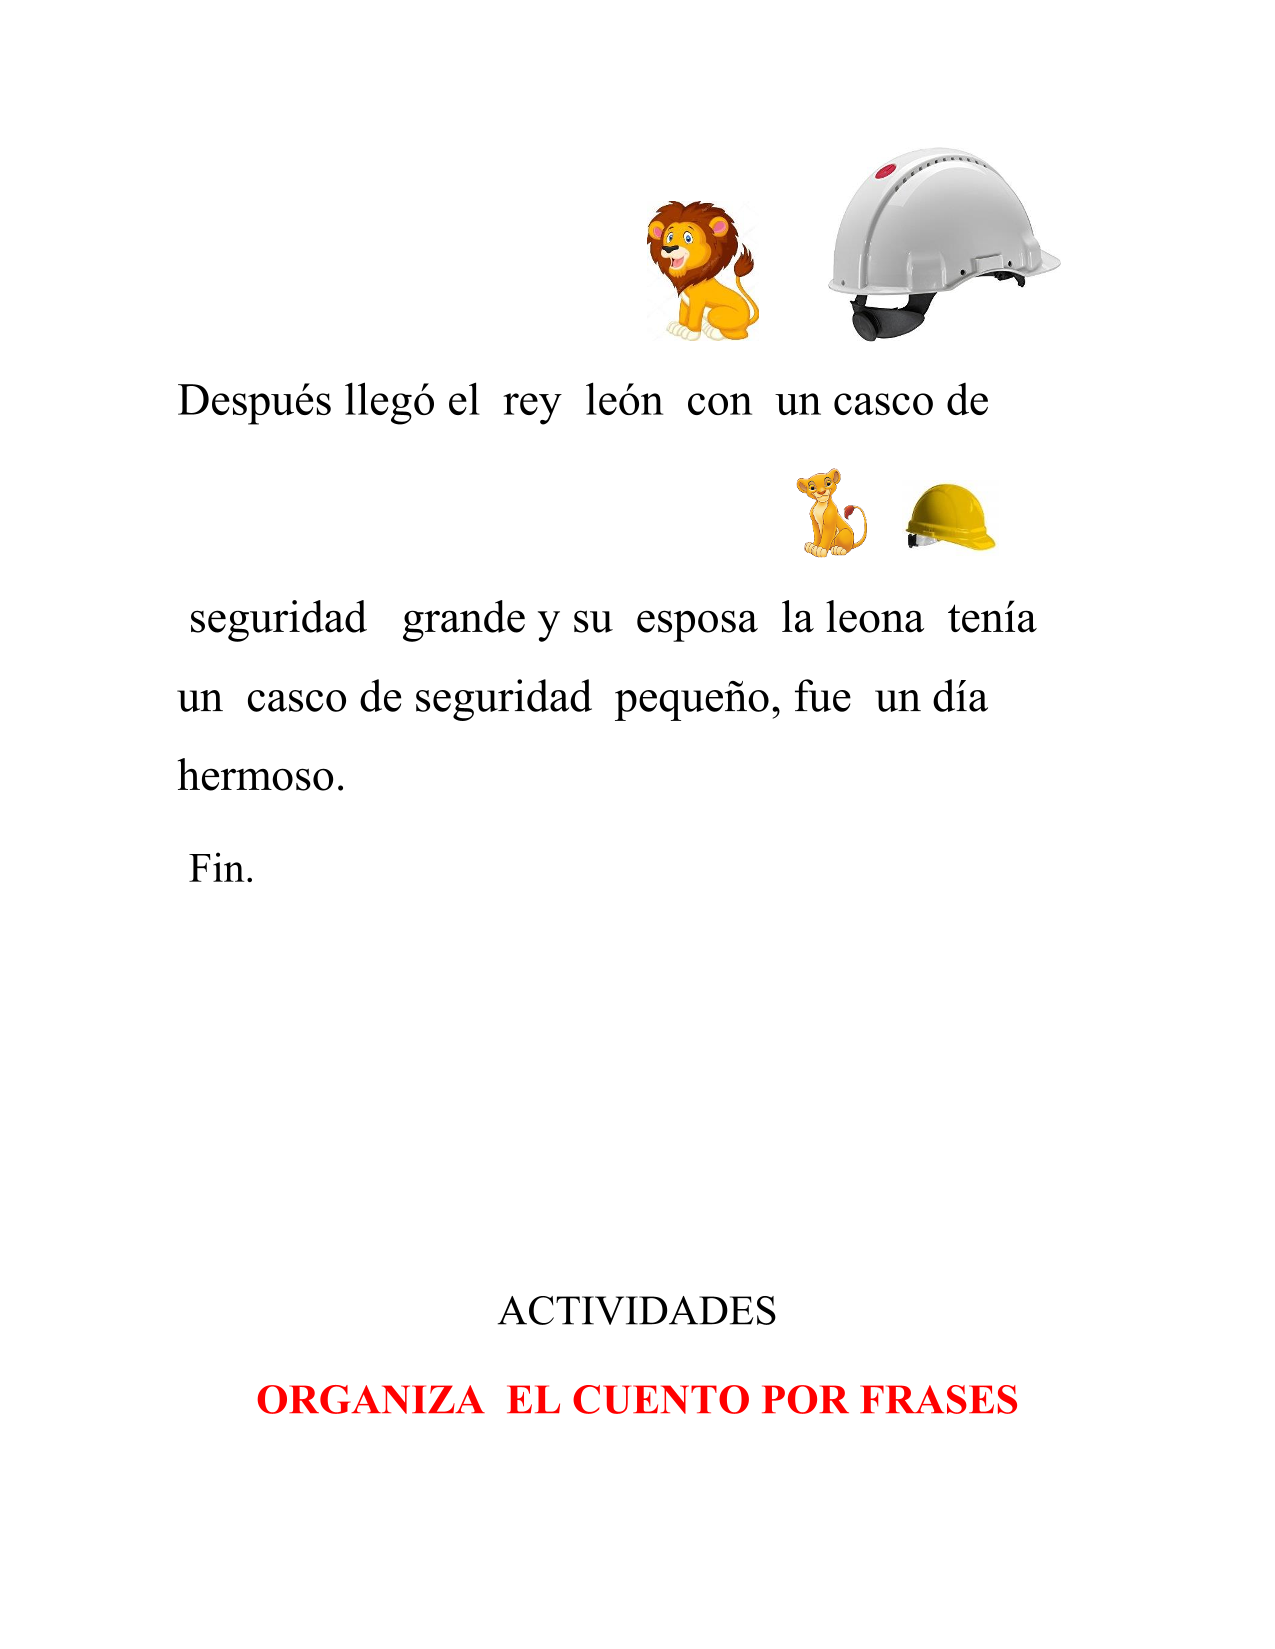 Después llegó el rey león con un casco de
seguridad grande y su esposa la leona tenía
un casco de seguridad pequeño, fue un día
hermoso.
Fin.
ACTIVIDADES
ORGANIZA EL CUENTO POR FRASES